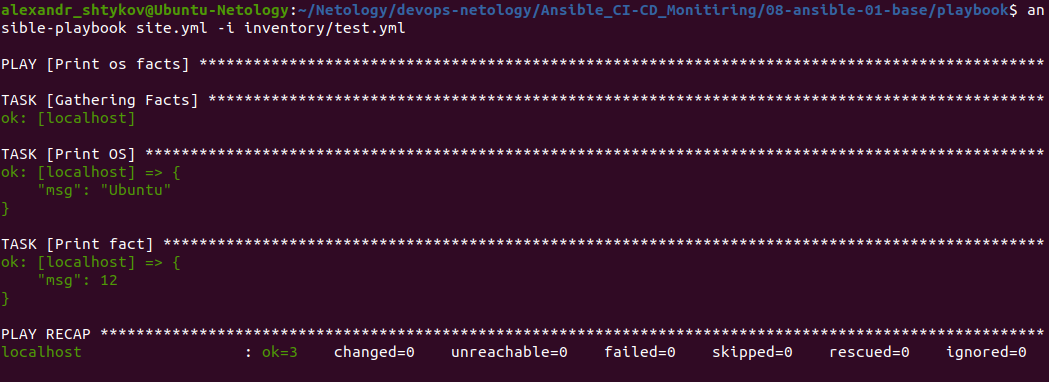 alexandr_shtykov@Ubuntu-Netology:~/Netology/devops-netology/Ansible_CI-CD_Monitiring/08-ansible-01-base/playbook$ an
sible-playbook site.yml -i inventory/test.yml
PLAY [Print os facts] **********************************************************************************************
TASK [Gathering Facts] *********************************************************************************************
ok: [localhost]
TASK [Print OS] ****************************************************************************************************
ok: [localhost] => {
    "msg": "Ubuntu"
}
TASK [Print fact] **************************************************************************************************
ok: [localhost] => {
    "msg": 12
}
PLAY RECAP *********************************************************************************************************
localhost                  : ok=3    changed=0    unreachable=0    failed=0    skipped=0    rescued=0    ignored=0